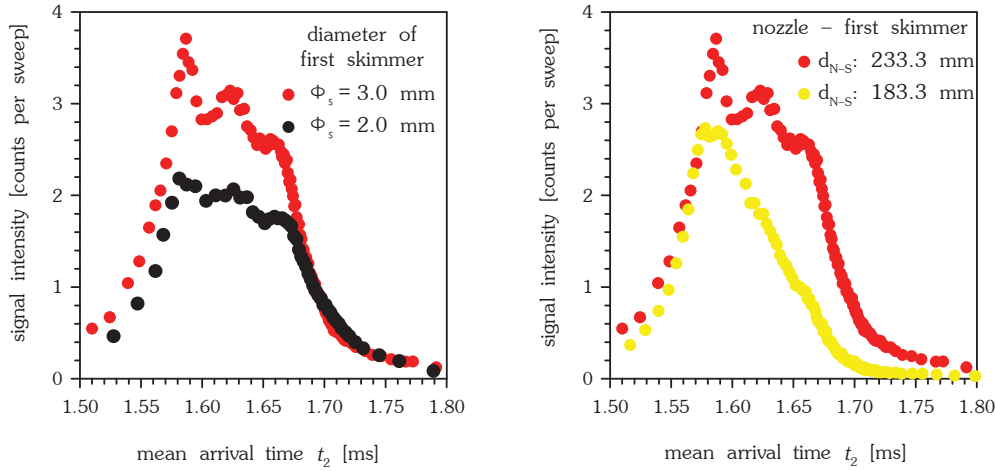 4
3
2
1
0
signal intensity [counts per sweep]
diameter of
first skimmer
Φs = 3.0 mm
Φs = 2.0 mm
1.50 1.55 1.60 1.65 1.70 1.75 1.80
mean arrival time t2 [ms]
4
3
2
1
0
signal intensity [counts per sweep]
nozzle – first skimmer
dN–S: 233.3 mm
dN–S: 183.3 mm
1.50 1.55 1.60 1.65 1.70 1.75 1.80
mean arrival time t2 [ms]